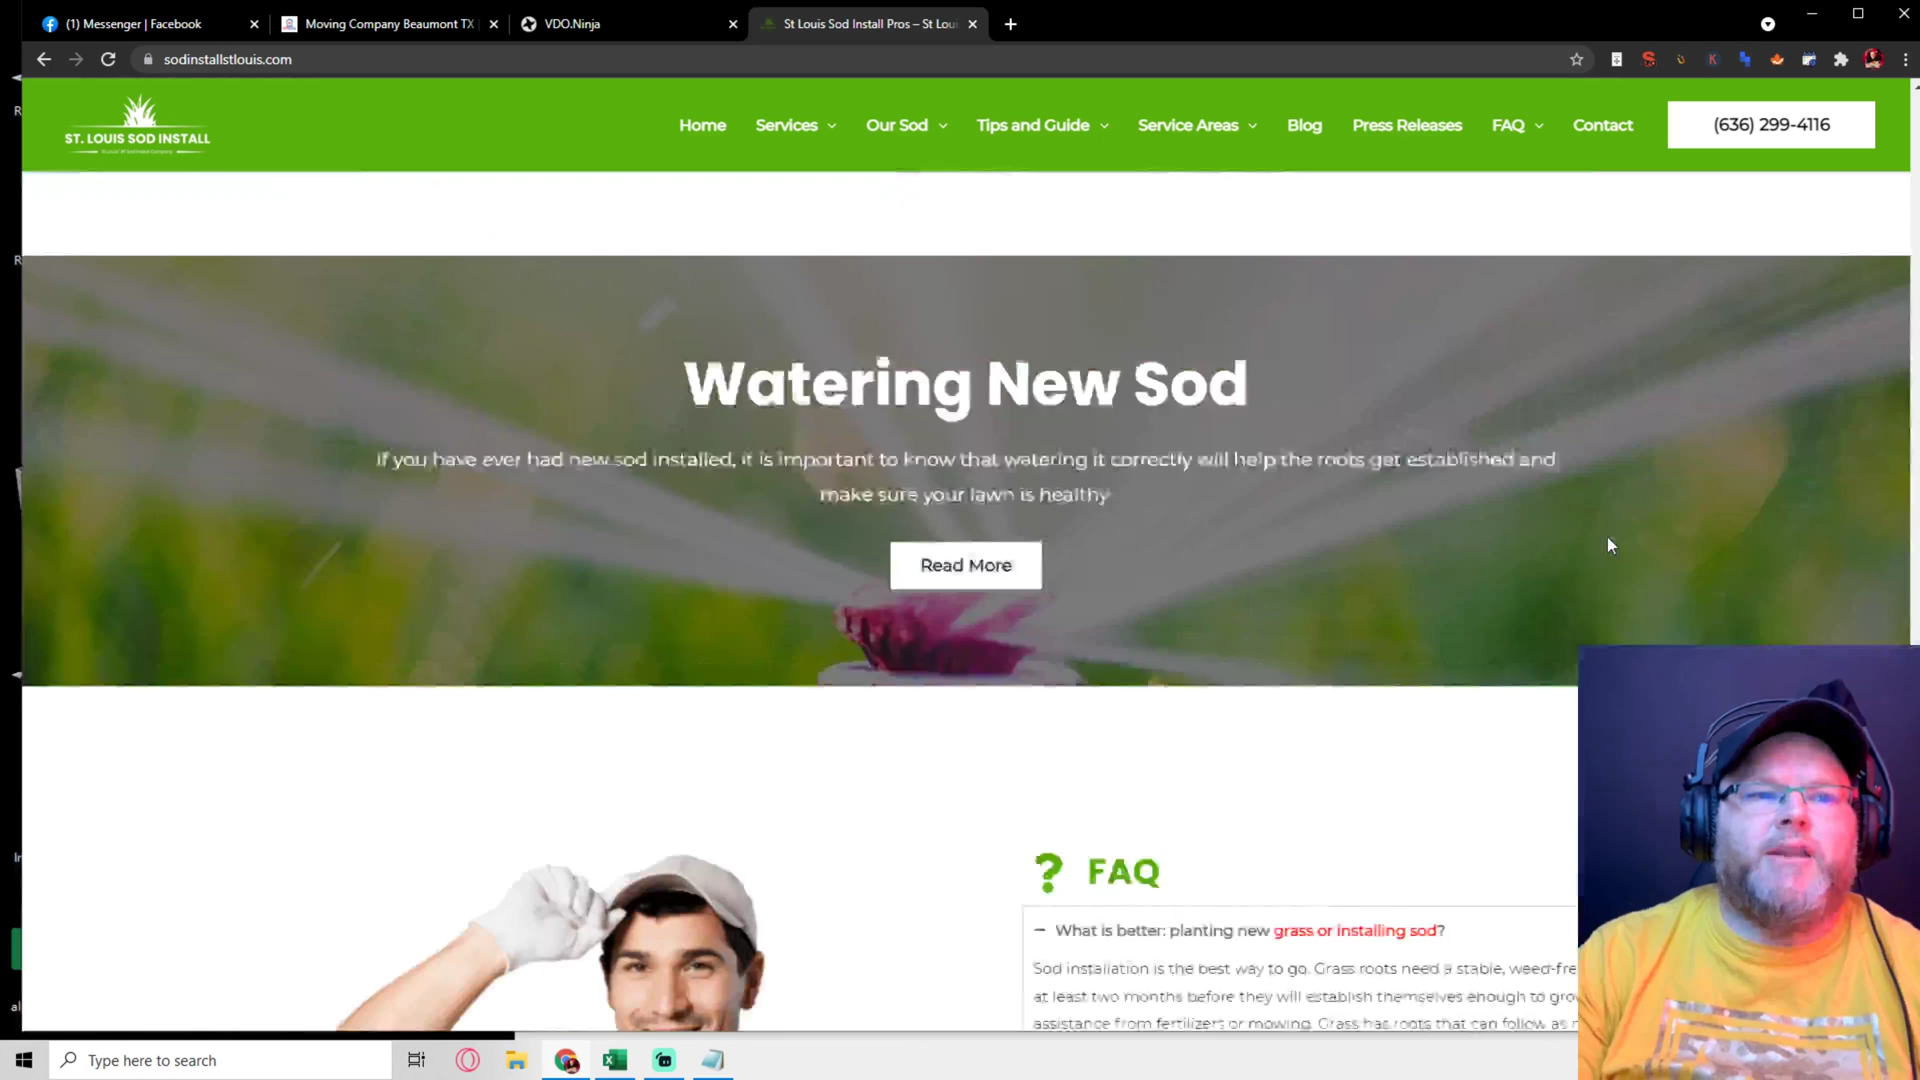 (1) Messenger | Facebook
Moving Company Beaumont TX
VDO.Ninja
St Louis Sod Install Pros – St Loui
sodinstallstlouis.com
ST. LOUIS SOD INSTALL
Home
Services
Our Sod
Tips and Guide
Service Areas
Blog
Press Releases
FAQ
Contact
(636) 299-4116
Watering New Sod
If you have ever had new sod installed, it is important to know that watering it correctly will help the roots get established and
make sure your lawn is healthy
Read More
? FAQ
− What is better: planting new grass or installing sod?
Sod installation is the best way to go. Grass roots need a stable, weed-fre
at least two months before they will establish themselves enough to grow
assistance from fertilizers or mowing. Grass has roots that can follow as
Type here to search